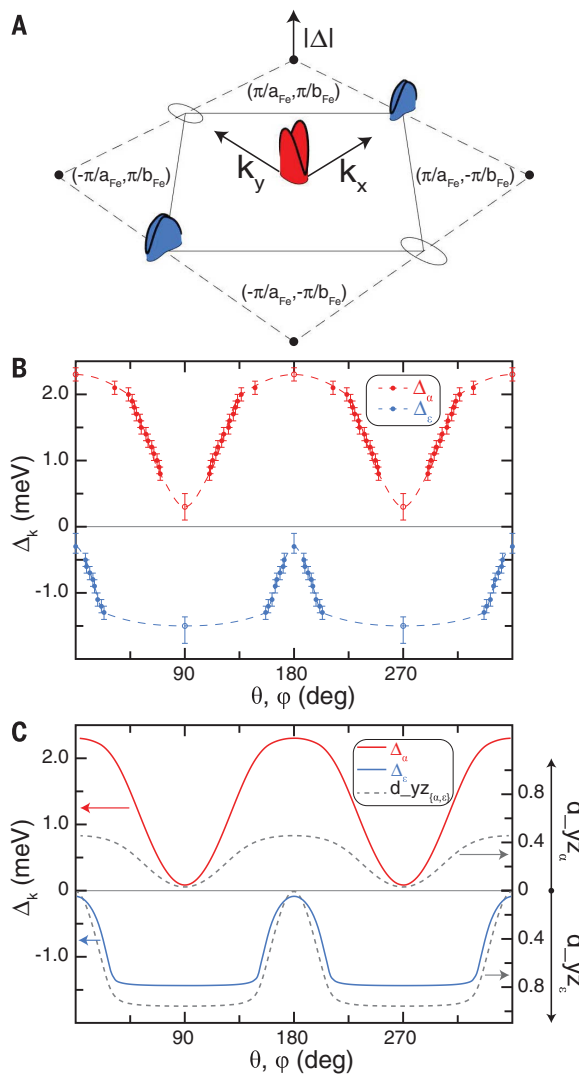 A
|Δ|
(π/a_Fe,π/b_Fe)
(-π/a_Fe,π/b_Fe)
k_y
k_x
(π/a_Fe,-π/b_Fe)
(-π/a_Fe,-π/b_Fe)
B
Δ_α
Δ_ε
2.0
1.0
0
-1.0
Δ_k (meV)
90
180
270
θ, φ (deg)
C
Δ_α
Δ_ε
d_yz_{α,ε}
2.0
1.0
0
-1.0
Δ_k (meV)
0.8
0.4
0
0.4
0.8
d_yz_α
d_yz_ε
90
180
270
θ, φ (deg)